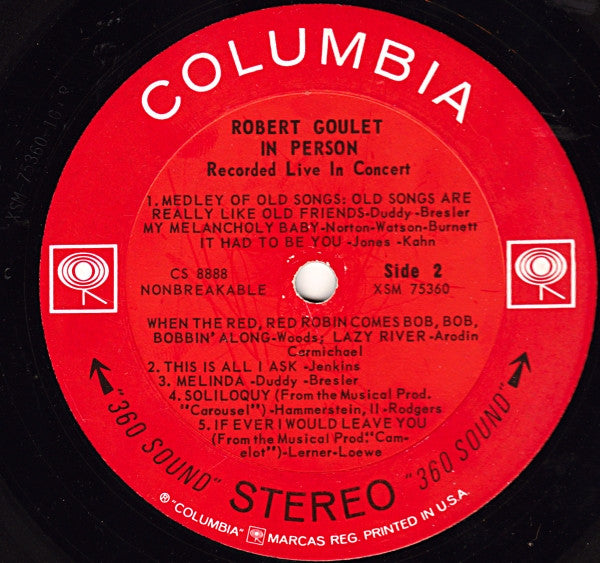 COLUMBIA
ROBERT GOULET
IN PERSON
Recorded Live In Concert
1. MEDLEY OF OLD SONGS: OLD SONGS ARE
REALLY LIKE OLD FRIENDS-Duddy-Bresler
MY MELANCHOLY BABY-Norton-Watson-Burnett
IT HAD TO BE YOU-Jones-Kahn
CS 8888
NONBREAKABLE
Side 2
XSM 75360
WHEN THE RED, RED ROBIN COMES BOB, BOB,
BOBBIN' ALONG-Woods; LAZY RIVER-Arodin
Carmichael
2. THIS IS ALL I ASK-Jenkins
3. MELINDA-Duddy-Bresler
4. SOLILOQUY (From the Musical Prod.
"Carousel")-Hammerstein, II-Rodgers
5. IF EVER I WOULD LEAVE YOU
(From the Musical Prod. "Cam-
elot")-Lerner-Loewe
"360 SOUND" STEREO "360 SOUND"
® "COLUMBIA" MARCAS REG. PRINTED IN U.S.A.